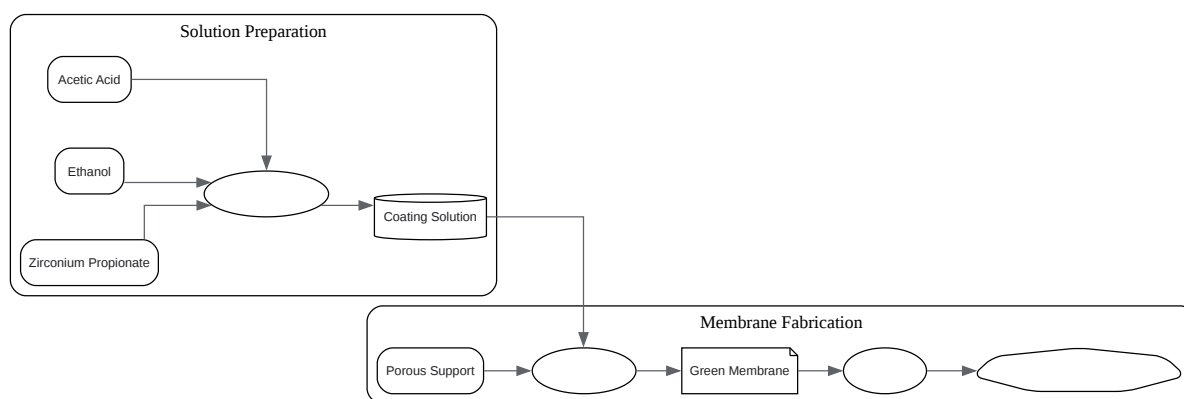 Solution Preparation
Acetic Acid
Ethanol
Coating Solution
Zirconium Propionate
Membrane Fabrication
Porous Support
Green Membrane